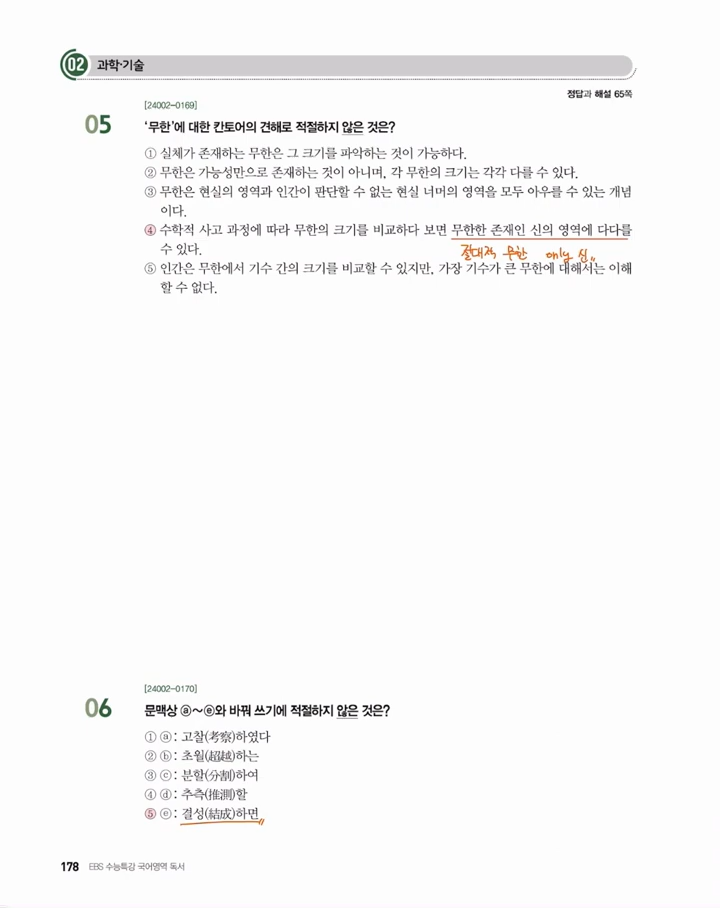 02 과학·기술
정답과 해설 65쪽
[24002-0169]
05 '무한'에 대한 칸토어의 견해로 적절하지 않은 것은?
① 실체가 존재하는 무한은 그 크기를 파악하는 것이 가능하다.
② 무한은 가능성만으로 존재하는 것이 아니며, 각 무한의 크기는 각각 다를 수 있다.
③ 무한은 현실의 영역과 인간이 판단할 수 없는 현실 너머의 영역을 모두 아우를 수 있는 개념
이다.
④ 수학적 사고 과정에 따라 무한의 크기를 비교하다 보면 무한한 존재인 신의 영역에 다다를
수 있다.
절대적 무한
⑤ 인간은 무한에서 기수 간의 크기를 비교할 수 있지만, 가장 기수가 큰 무한에 대해서는 이해
할 수 없다.
[24002-0170]
06 문맥상 ⓐ~ⓔ와 바꿔 쓰기에 적절하지 않은 것은?
① ⓐ: 고찰(考察)하였다
② ⓑ: 초월(超越)하는
③ ⓒ: 분할(分割)하여
④ ⓓ: 추측(推測)할
⑤ ⓔ: 결성(結成)하면
178 EBS 수능특강 국어영역 독서